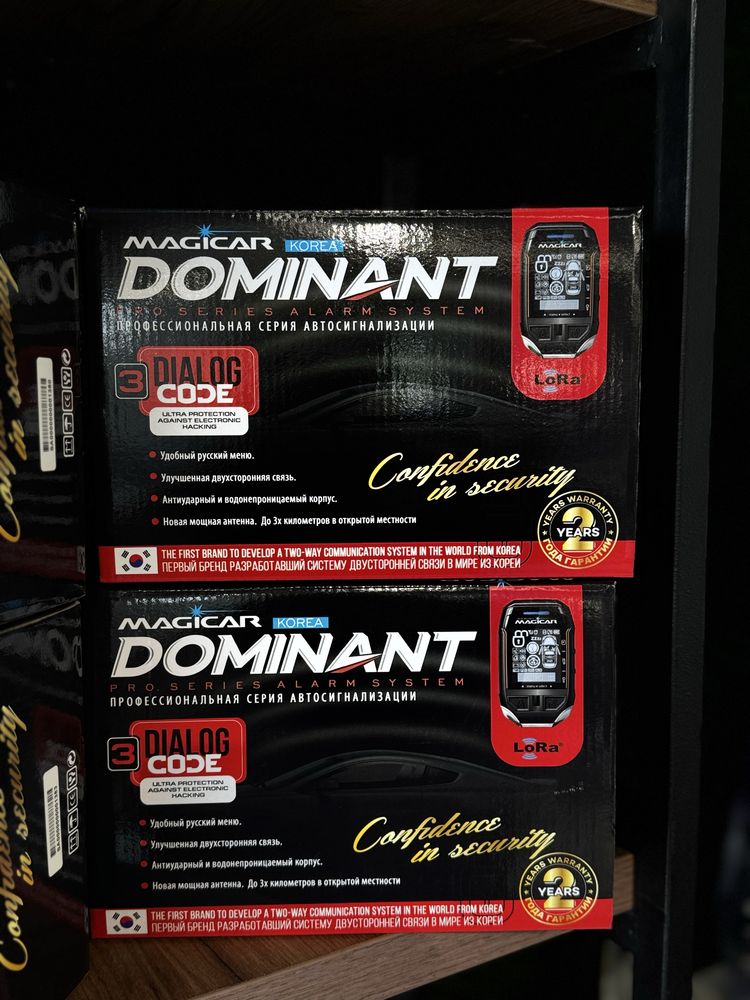 MAGICAR KOREA
DOMINANT
PRO. SERIES ALARM SYSTEM
ПРОФЕССИОНАЛЬНАЯ СЕРИЯ АВТОСИГНАЛИЗАЦИИ
MAGICAR
LoRa
3 DIALOG
CODE
ULTRA PROTECTION
AGAINST ELECTRONIC
HACKING
Удобный русский меню.
Улучшенная двухсторонняя связь.
Антиударный и водонепроницаемый корпус.
Новая мощная антенна. До 3х километров в открытой местности
Confidence
in security
YEARS WARRANTY
2
YEARS
ГОДА ГАРАНТИИ
THE FIRST BRAND TO DEVELOP A TWO-WAY COMMUNICATION SYSTEM IN THE WORLD FROM KOREA
ПЕРВЫЙ БРЕНД РАЗРАБОТАВШИЙ СИСТЕМУ ДВУСТОРОННЕЙ СВЯЗИ В МИРЕ ИЗ КОРЕИ
in security
MAGICAR KOREA
DOMINANT
PRO. SERIES ALARM SYSTEM
ПРОФЕССИОНАЛЬНАЯ СЕРИЯ АВТОСИГНАЛИЗАЦИИ
MAGICAR
LoRa®
3 DIALOG
CODE
ULTRA PROTECTION
AGAINST ELECTRONIC
HACKING
Удобный русский меню.
Улучшенная двухсторонняя связь.
Антиударный и водонепроницаемый корпус.
Новая мощная антенна. До 3х километров в открытой местности
Confidence
in security
YEARS WARRANTY
2
YEARS
ГОДА ГАРАНТИИ
THE FIRST BRAND TO DEVELOP A TWO-WAY COMMUNICATION SYSTEM IN THE WORLD FROM KOREA
ПЕРВЫЙ БРЕНД РАЗРАБОТАВШИЙ СИСТЕМУ ДВУСТОРОННЕЙ СВЯЗИ В МИРЕ ИЗ КОРЕИ
Confidence
in security